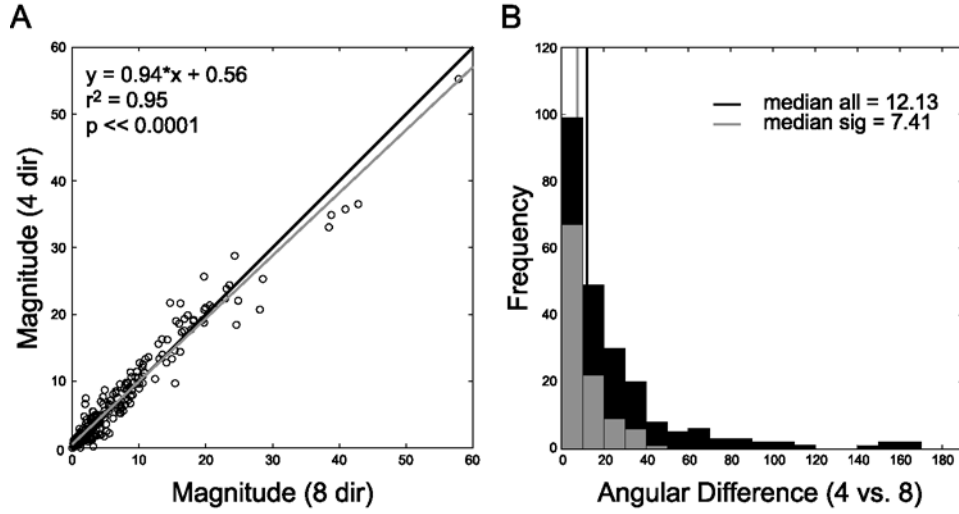 A
y = 0.94*x + 0.56
r² = 0.95
p << 0.0001
Magnitude (4 dir)
60
50
40
30
20
10
0
0
10
20
30
40
50
60
Magnitude (8 dir)
B
median all = 12.13
median sig = 7.41
Frequency
120
100
80
60
40
20
0
0
20
40
60
80
100
120
140
160
180
Angular Difference (4 vs. 8)